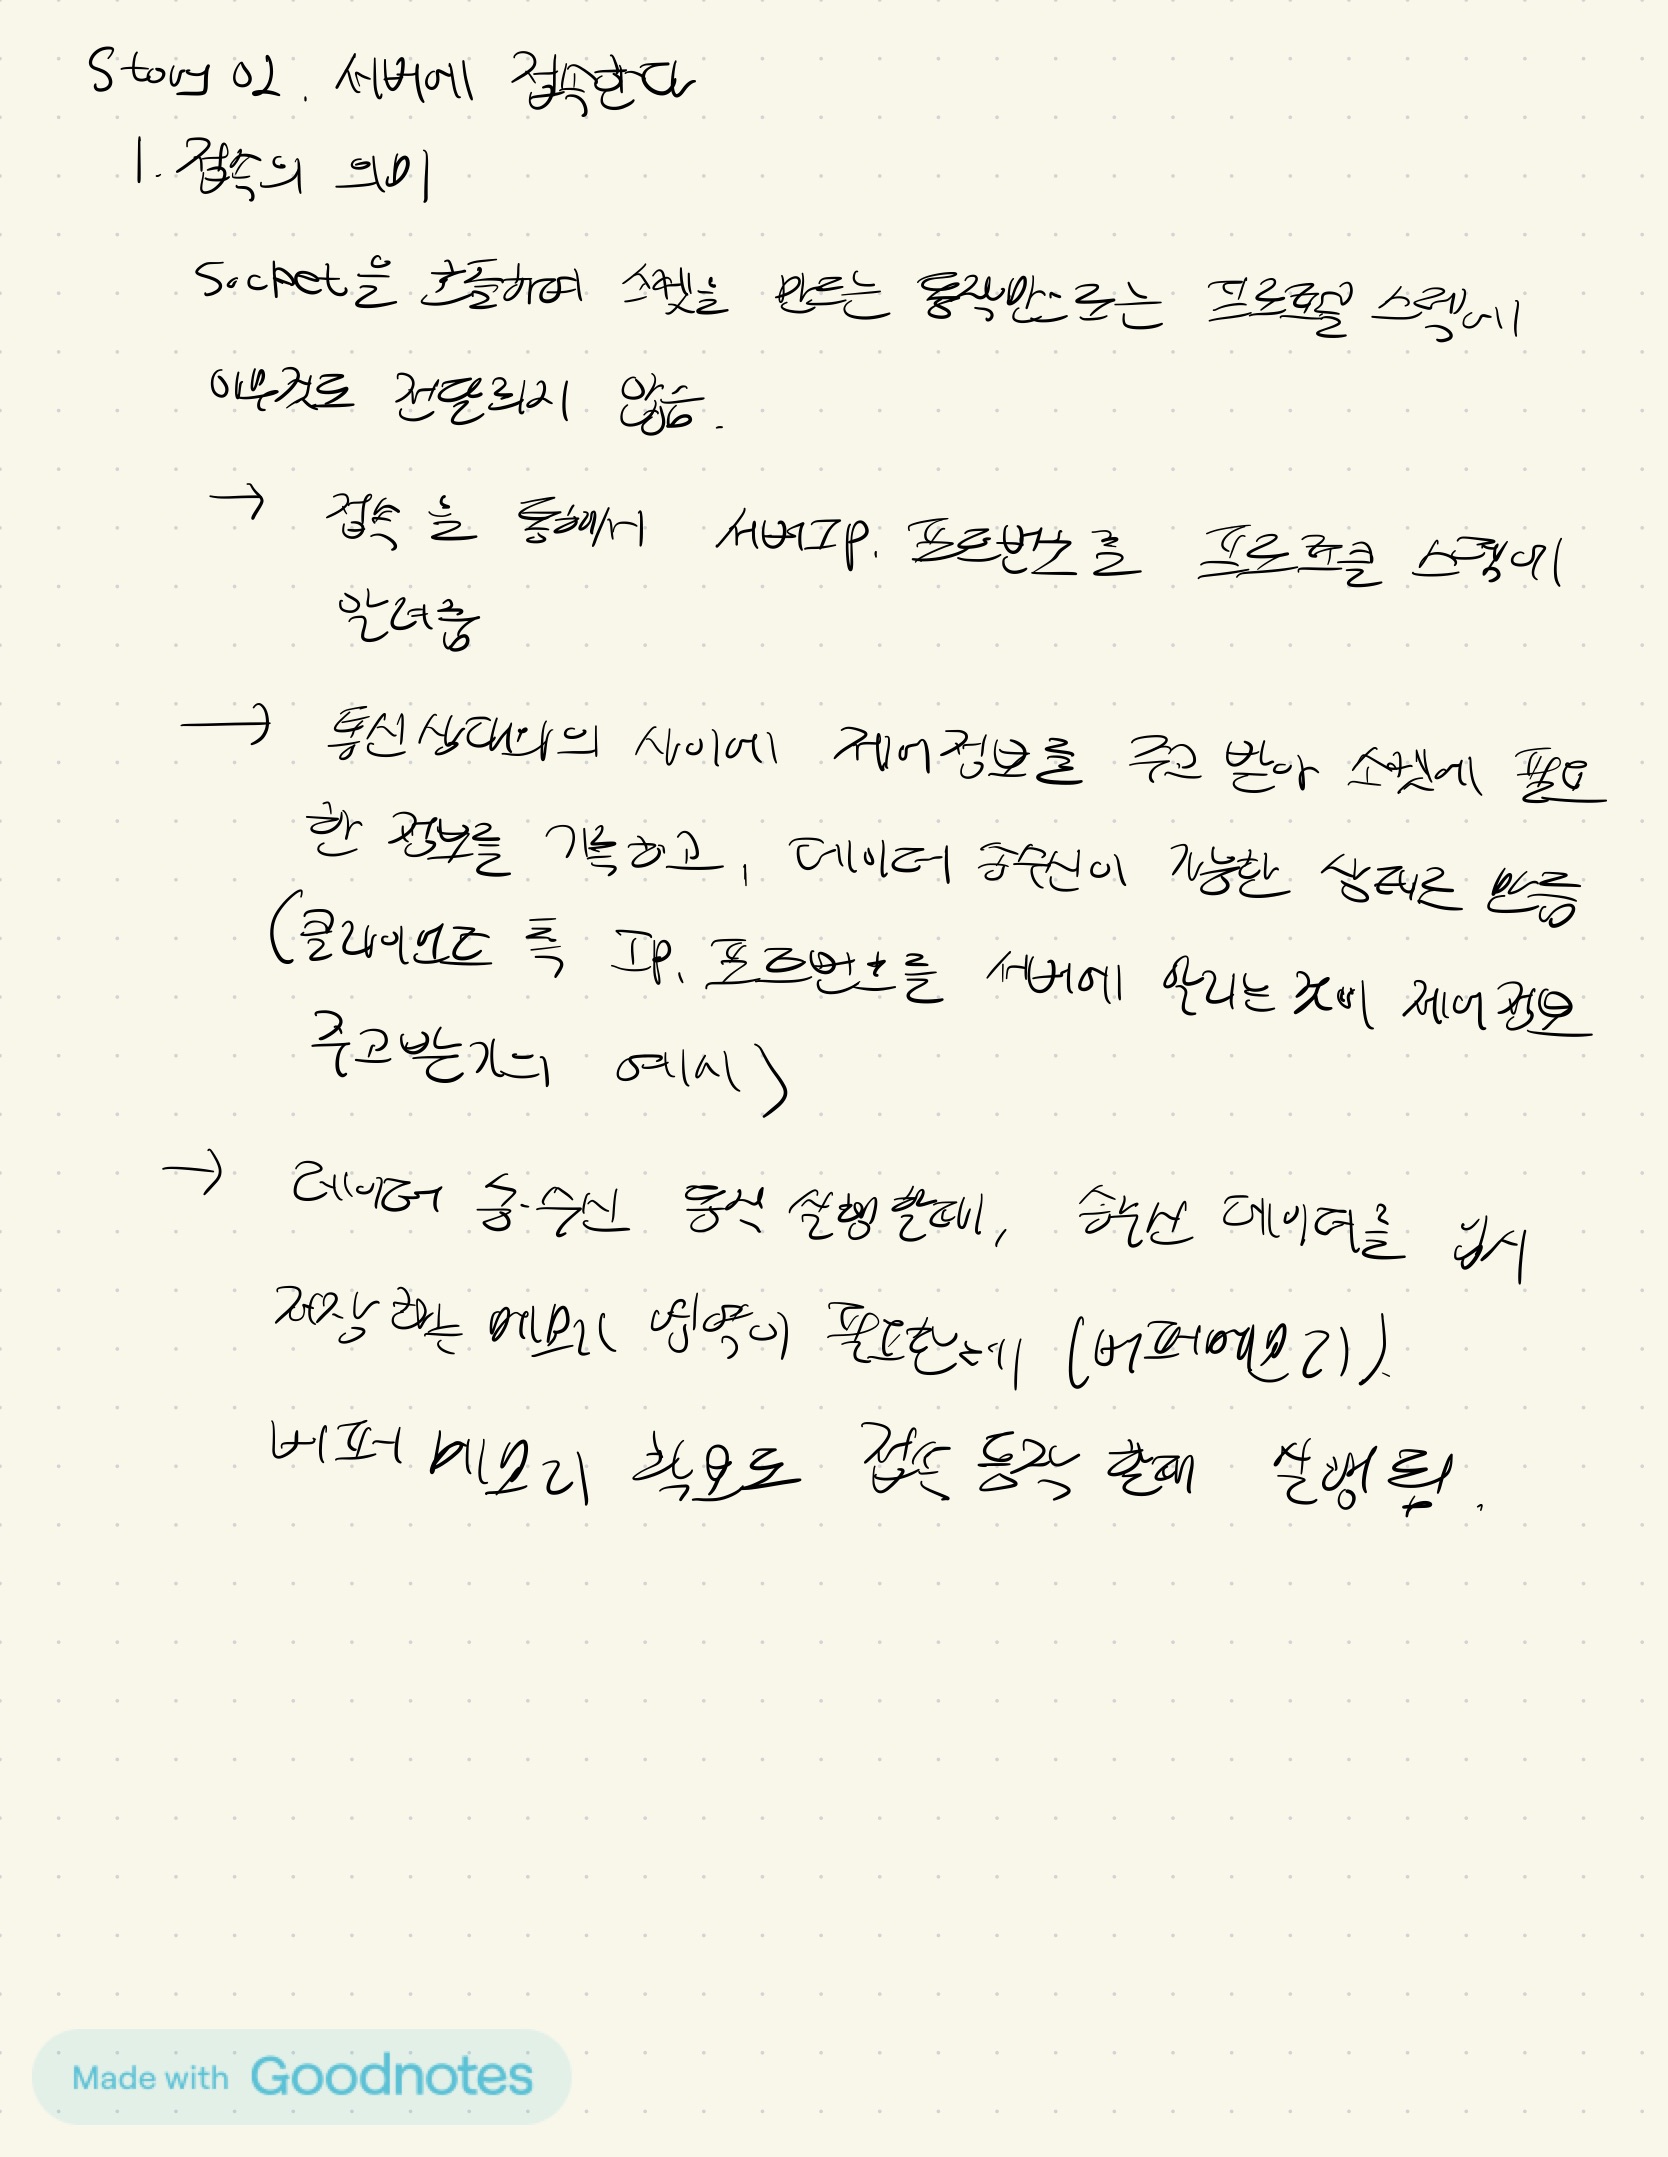 Story 02. 서버에 접속한다
1. 접속의 의미
Socket을 호출하여 소켓을 만드는 동작만으로는 프로토콜 스택에
아무것도 전달되지 않음.
→ 접속을 통해서 서버IP, 포트번호를 프로토콜 스택에
알려줌
→ 통신상대와의 사이에 제어정보를 주고 받아 소켓에 필요
한 정보를 기록하고, 데이터 송수신이 가능한 상태로 만듬
(클라이언트 측 IP, 포트번호를 서버에 알리는 것이 제어정보
주고받기의 예시)
→ 데이터 송·수신 동작 실행할때, 송수신 데이터를 임시
저장하는 메모리 영역이 필요한데 (버퍼메모리).
버퍼 메모리 확보도 접속 동작 할때 실행됨.
Made with Goodnotes